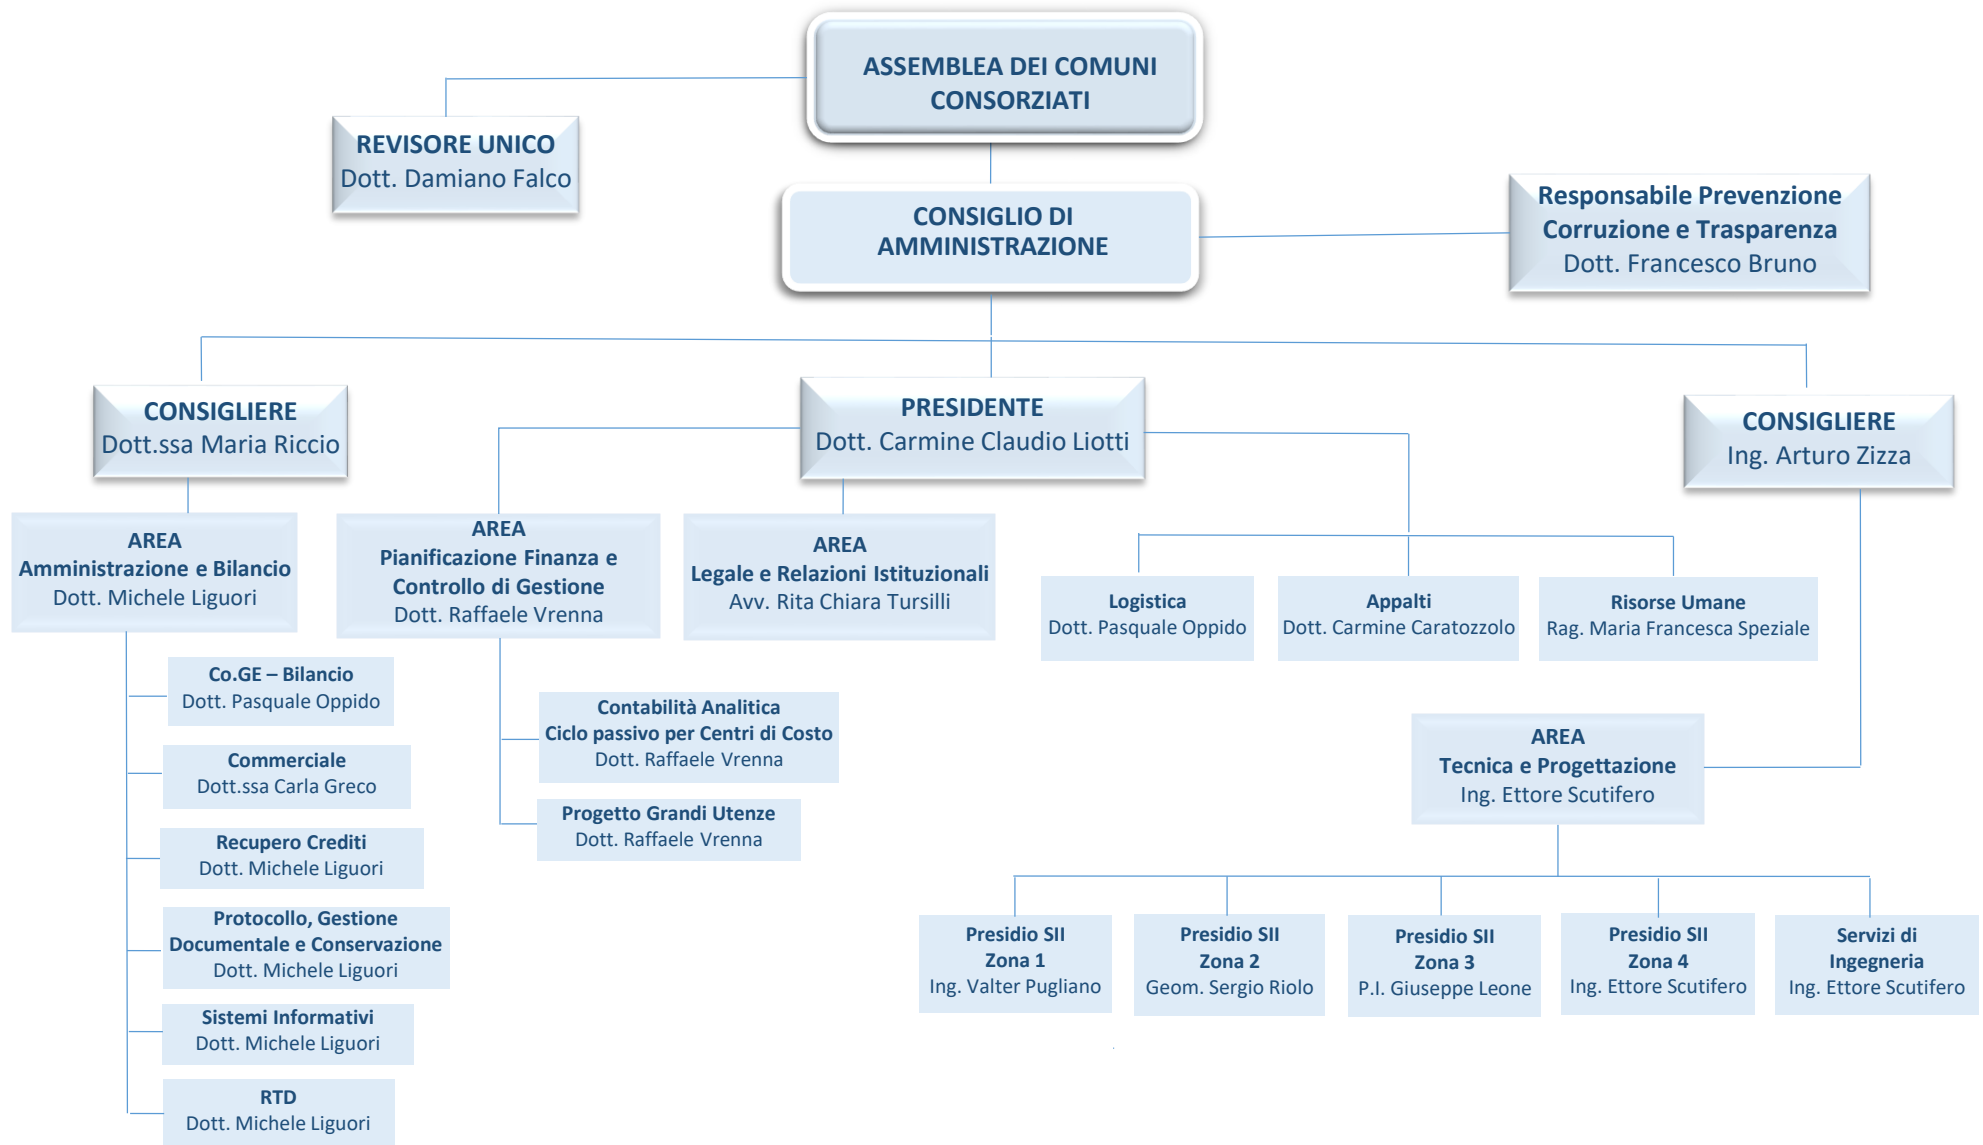 ASSEMBLEA DEI COMUNI
CONSORZIATI
REVISORE UNICO
Dott. Damiano Falco
CONSIGLIO DI
AMMINISTRAZIONE
Responsabile Prevenzione
Corruzione e Trasparenza
Dott. Francesco Bruno
CONSIGLIERE
Dott.ssa Maria Riccio
PRESIDENTE
Dott. Carmine Claudio Liotti
CONSIGLIERE
Ing. Arturo Zizza
AREA
Amministrazione e Bilancio
Dott. Michele Liguori
AREA
Pianificazione Finanza e
Controllo di Gestione
Dott. Raffaele Vrenna
AREA
Legale e Relazioni Istituzionali
Avv. Rita Chiara Tursilli
Logistica
Dott. Pasquale Oppido
Appalti
Dott. Carmine Caratozzolo
Risorse Umane
Rag. Maria Francesca Speziale
Co.GE – Bilancio
Dott. Pasquale Oppido
Commerciale
Dott.ssa Carla Greco
Recupero Crediti
Dott. Michele Liguori
Protocollo, Gestione
Documentale e Conservazione
Dott. Michele Liguori
Sistemi Informativi
Dott. Michele Liguori
RTD
Dott. Michele Liguori
Contabilità Analitica
Ciclo passivo per Centri di Costo
Dott. Raffaele Vrenna
Progetto Grandi Utenze
Dott. Raffaele Vrenna
AREA
Tecnica e Progettazione
Ing. Ettore Scutifero
Presidio SII
Zona 1
Ing. Valter Pugliano
Presidio SII
Zona 2
Geom. Sergio Riolo
Presidio SII
Zona 3
P.I. Giuseppe Leone
Presidio SII
Zona 4
Ing. Ettore Scutifero
Servizi di
Ingegneria
Ing. Ettore Scutifero